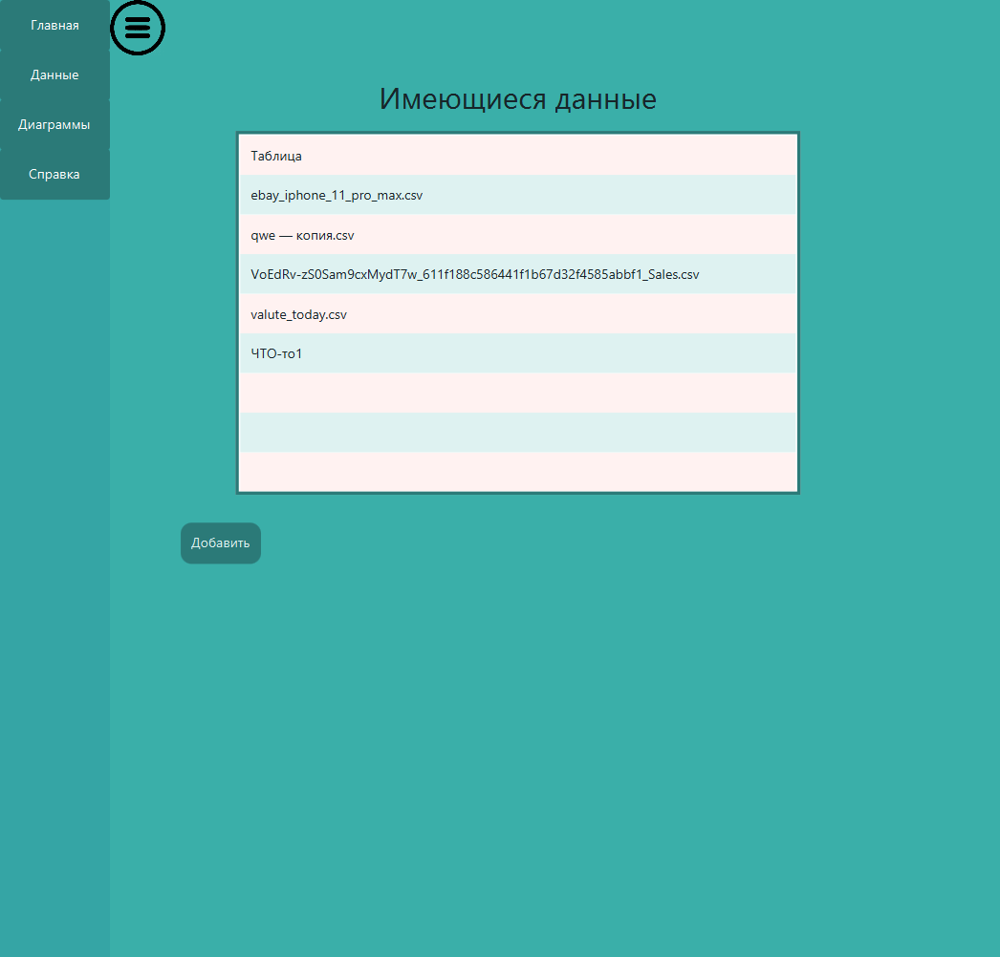 Главная
Данные
Диаграммы
Справка
Имеющиеся данные
Таблица
ebay_iphone_11_pro_max.csv
qwe — копия.csv
VoEdRv-zS0Sam9cxMydT7w_611f188c586441f1b67d32f4585abbf1_Sales.csv
valute_today.csv
ЧТО-то1
Добавить